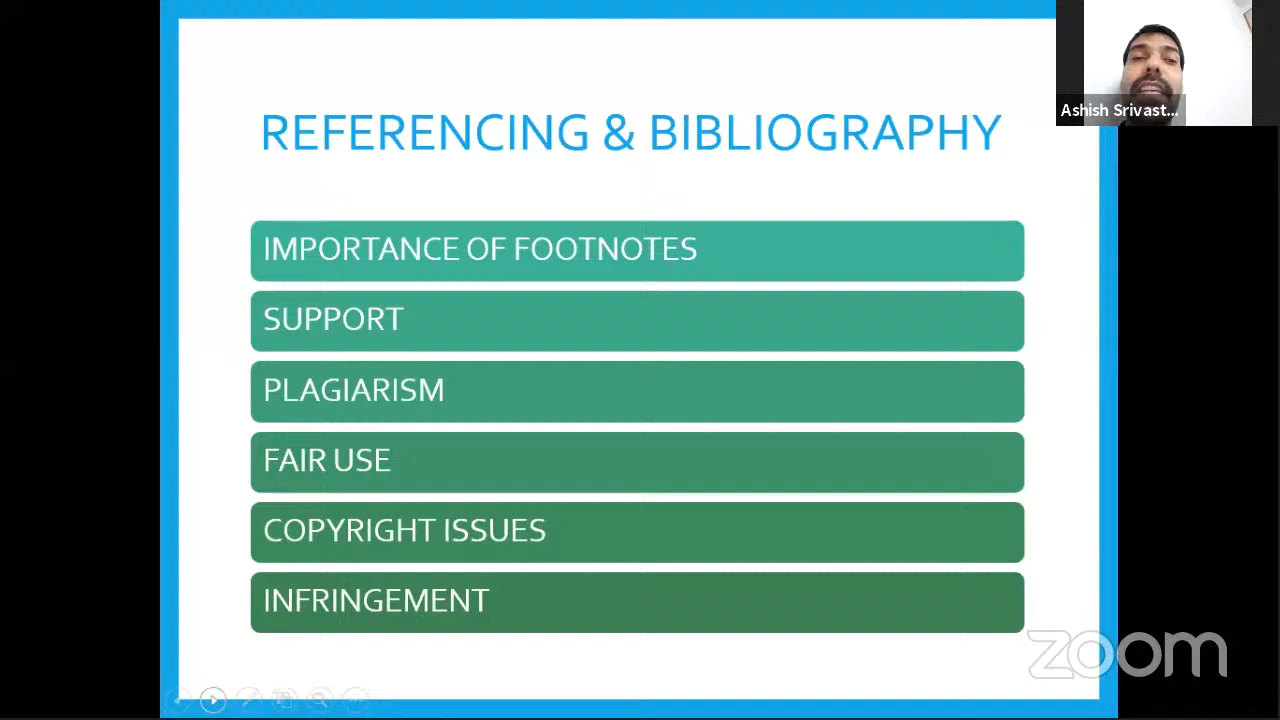 Ashish Srivast...
REFERENCING & BIBLIOGRAPHY
IMPORTANCE OF FOOTNOTES
SUPPORT
PLAGIARISM
FAIR USE
COPYRIGHT ISSUES
INFRINGEMENT
zoom